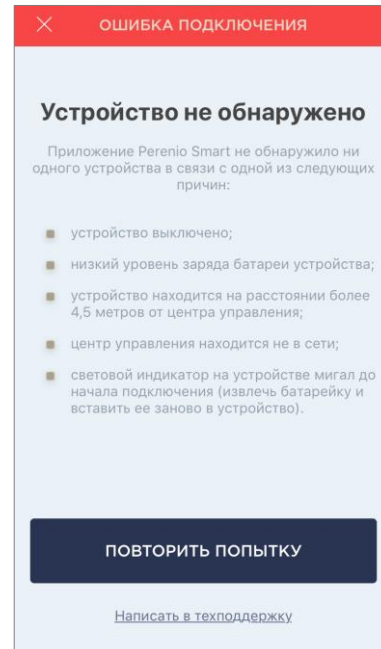 ОШИБКА ПОДКЛЮЧЕНИЯ
Устройство не обнаружено
Приложение Perenio Smart не обнаружило ни
одного устройства в связи с одной из следующих
причин:
устройство выключено;
низкий уровень заряда батареи устройства;
устройство находится на расстоянии более
4,5 метров от центра управления;
центр управления находится не в сети;
световой индикатор на устройстве мигал до
начала подключения (извлечь батарейку и
вставить ее заново в устройство).
ПОВТОРИТЬ ПОПЫТКУ
Написать в техподдержку